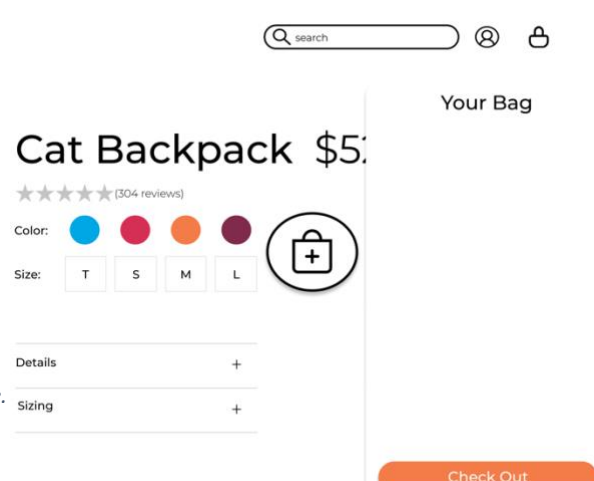 search
Your Bag
Cat Backpack
(304 reviews)
Color:
Size: T S M L
Details +
Sizing +
Check Out